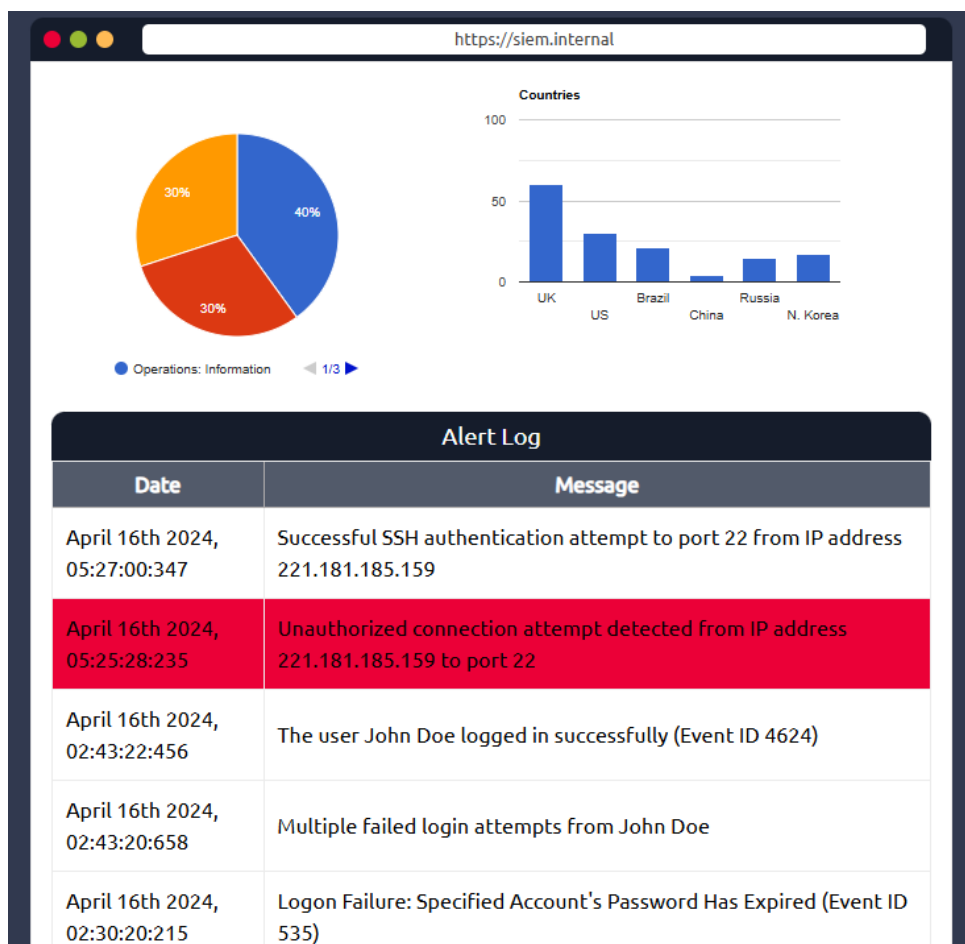 https://siem.internal
Countries
100
50
0
UK
US
Brazil
China
Russia
N. Korea
30%
40%
30%
Operations: Information
1/3
Alert Log
Date
Message
April 16th 2024,
05:27:00:347
Successful SSH authentication attempt to port 22 from IP address
221.181.185.159
April 16th 2024,
05:25:28:235
Unauthorized connection attempt detected from IP address
221.181.185.159 to port 22
April 16th 2024,
02:43:22:456
The user John Doe logged in successfully (Event ID 4624)
April 16th 2024,
02:43:20:658
Multiple failed login attempts from John Doe
April 16th 2024,
02:30:20:215
Logon Failure: Specified Account's Password Has Expired (Event ID
535)